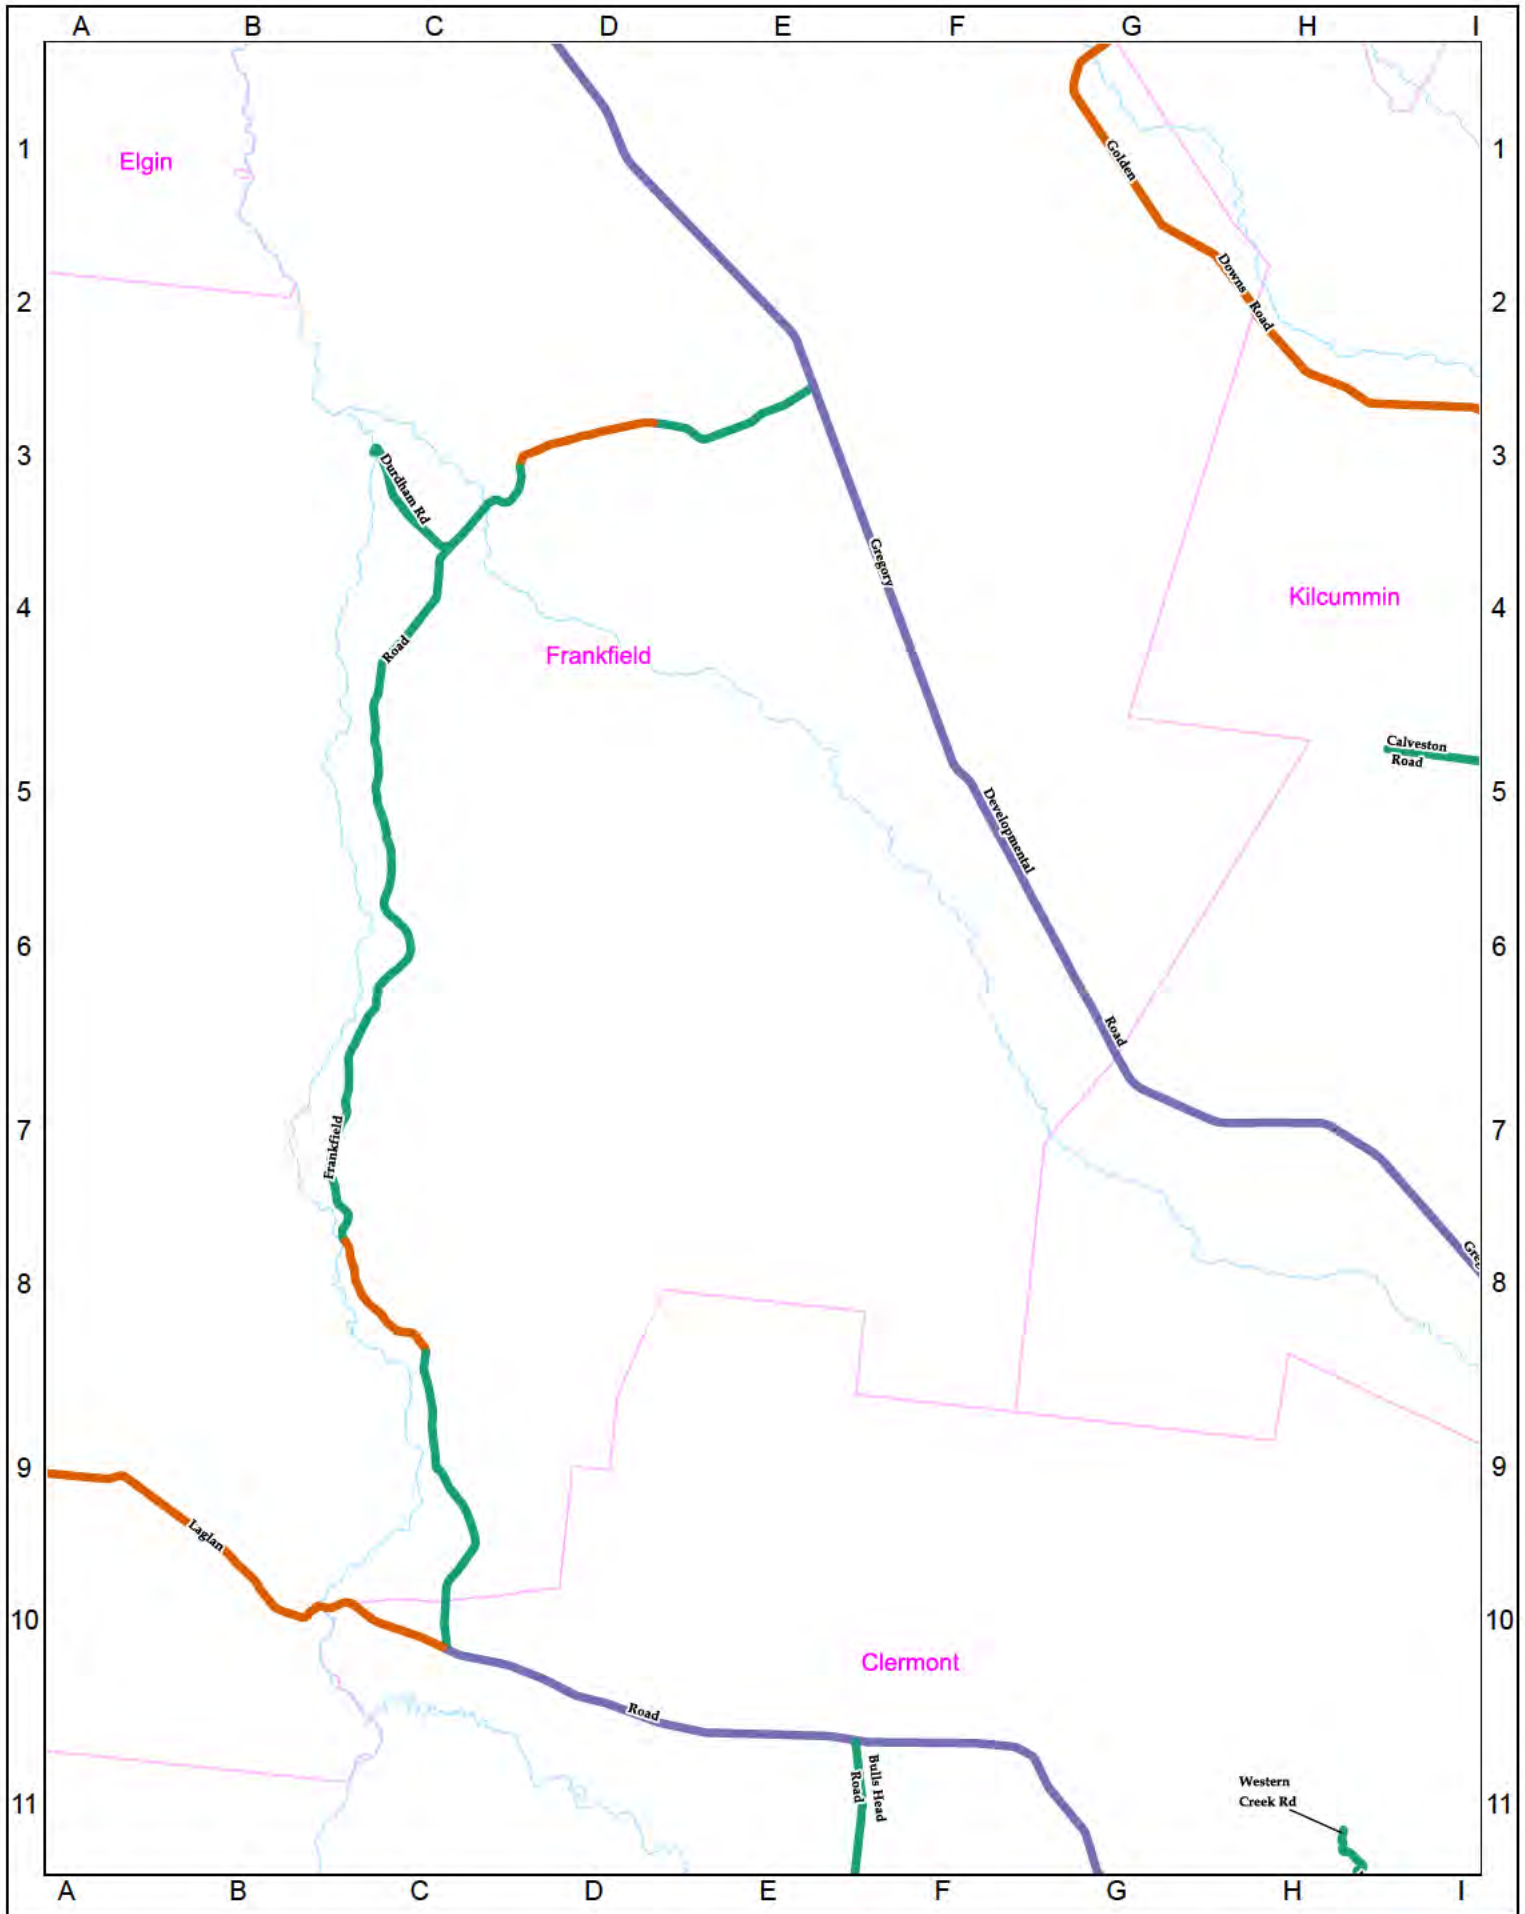 A B C D E F G H I
1 1
Elgin
Golden
Downs
Road
2 2
3 3
Durdham Rd
Gregory
4 4
Kilcummin
Road
Frankfield
Calveston
Road
5 5
Developmental
6 6
Road
7 7
Frankfield
8 8
9 9
Laglan
10 10
Clermont
Road
Bulls Head
Road
Western
Creek Rd
11 11
A B C D E F G H I